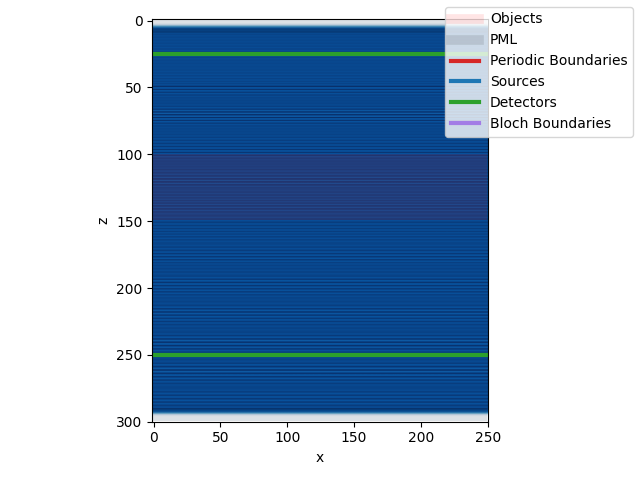 Objects
PML
Periodic Boundaries
Sources
Detectors
Bloch Boundaries
0
50
100
150
200
250
300
z
0
50
100
150
200
250
x